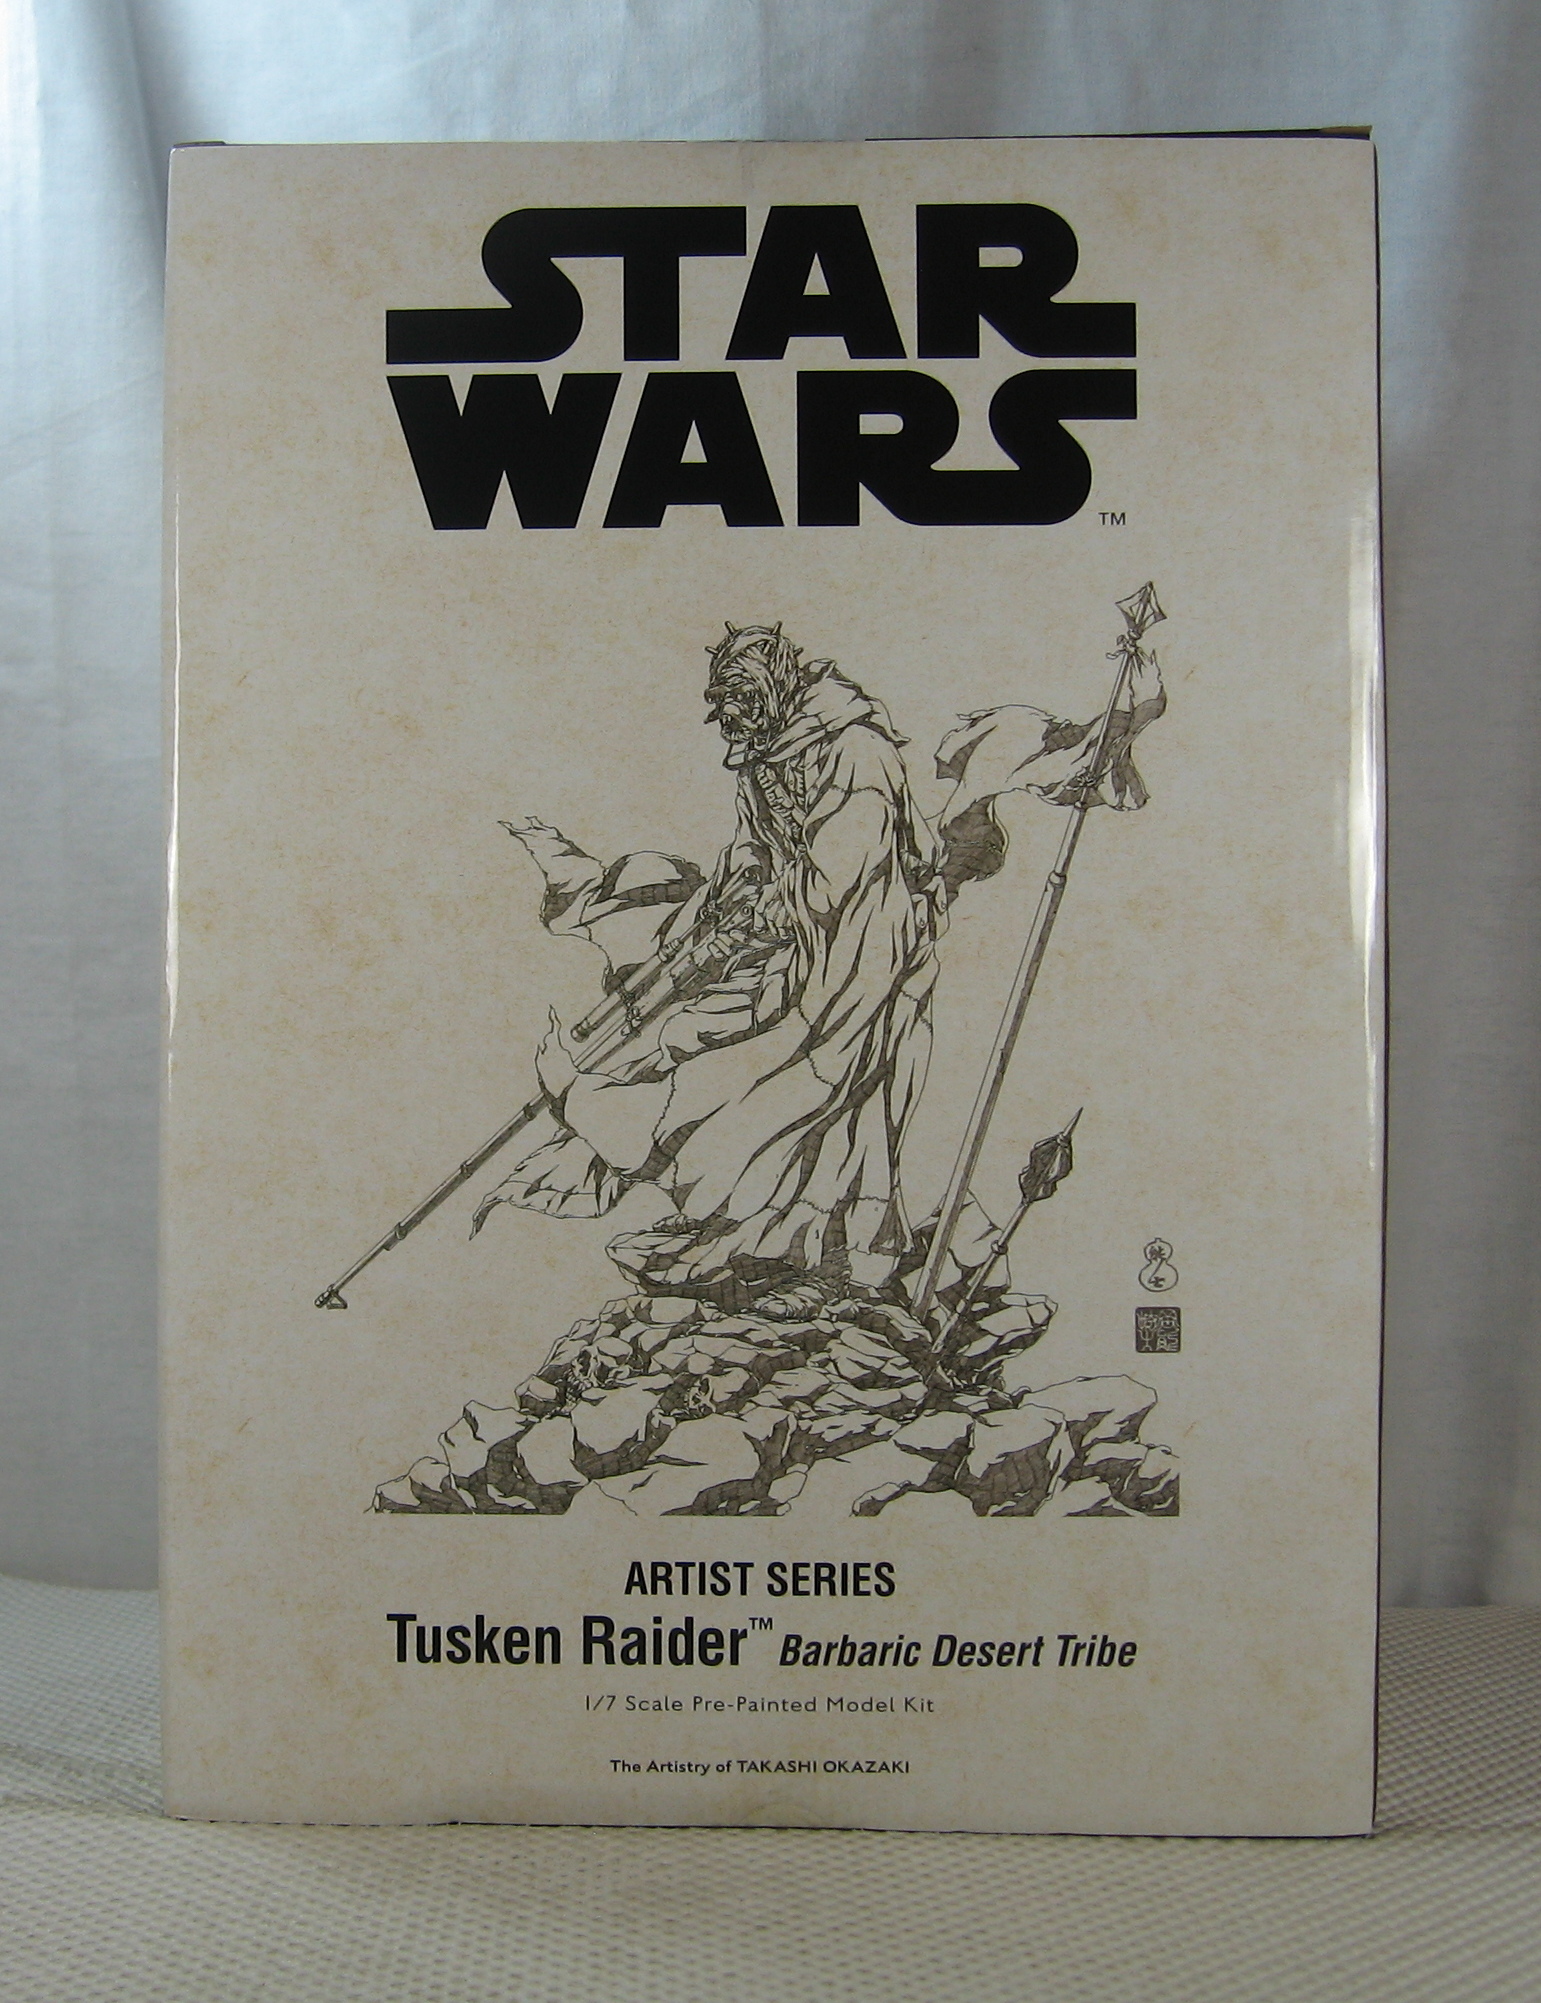 STAR
WARS
TM
ARTIST SERIES
Tusken Raider™ Barbaric Desert Tribe
1/7 Scale Pre-Painted Model Kit
The Artistry of TAKASHI OKAZAKI